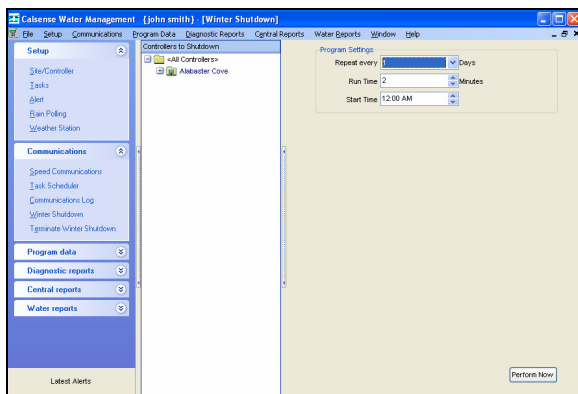 Calsense Water Management {john smith} - [Winter Shutdown]
File Setup Communications Program Data Diagnostic Reports Central Reports Water Reports Window Help
Setup
Site/Controller
Tasks
Alert
Rain Polling
Weather Station
Communications
Speed Communications
Task Scheduler
Communications Log
Winter Shutdown
Terminate Winter Shutdown
Program data
Diagnostic reports
Central reports
Water reports
Latest Alerts
Controllers to Shutdown
<All Controllers>
Alabaster Cove
Program Settings
Repeat every 1 Days
Run Time 2 Minutes
Start Time 12:00 AM
Perform Now